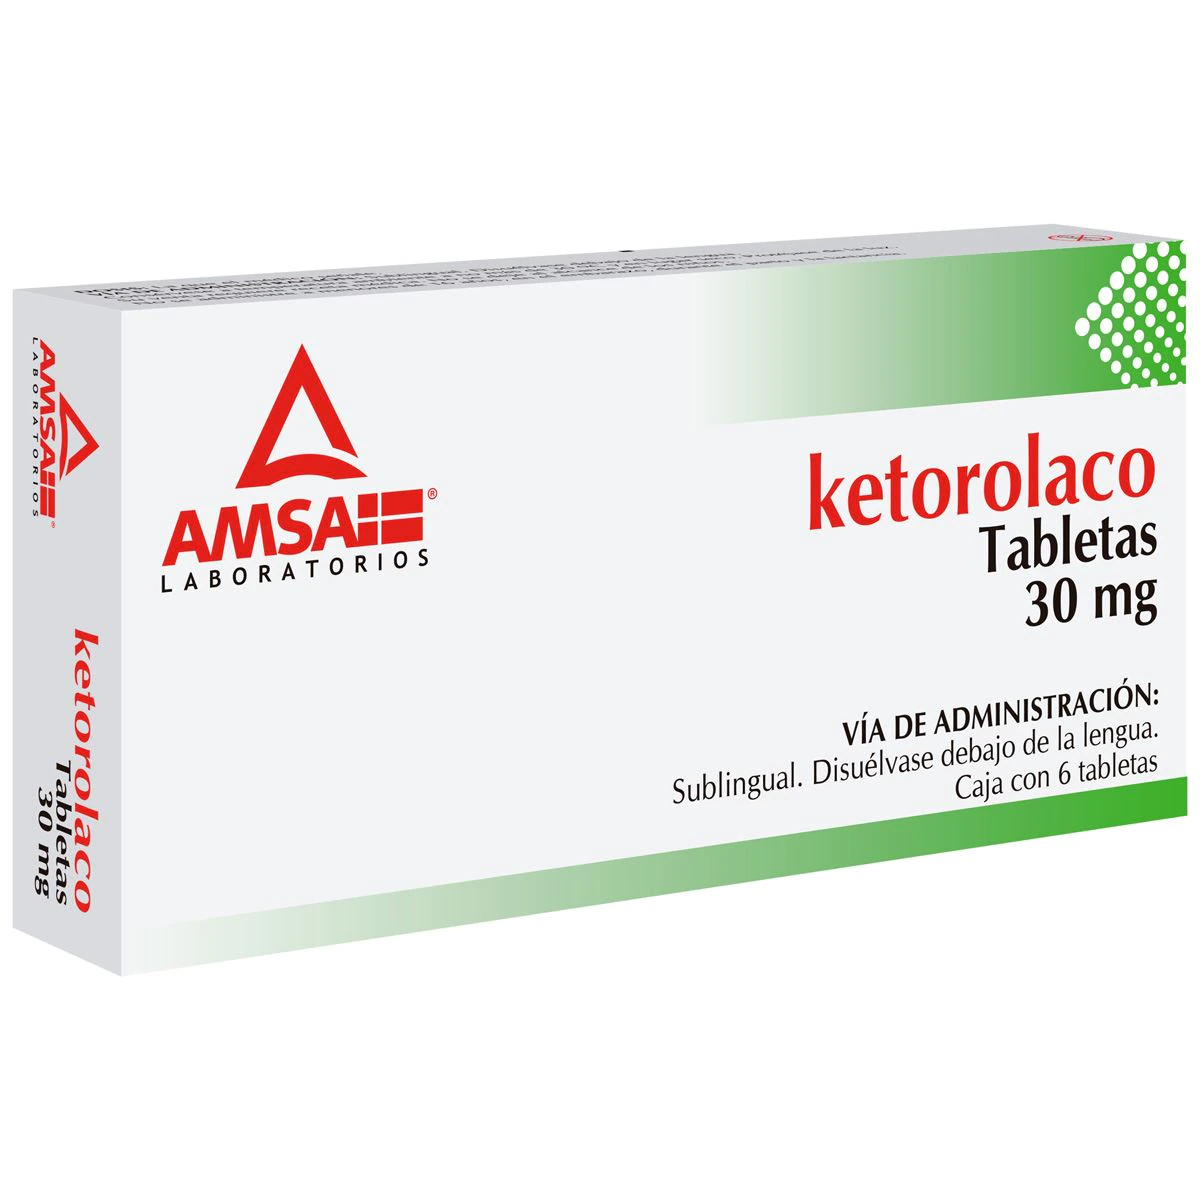 AMSA®
LABORATORIOS
ketorolaco
Tabletas
30 mg
VÍA DE ADMINISTRACIÓN:
Sublingual. Disuélvase debajo de la lengua.
Caja con 6 tabletas
AMSA®
LABORATORIOS
ketorolaco
Tabletas
30 mg